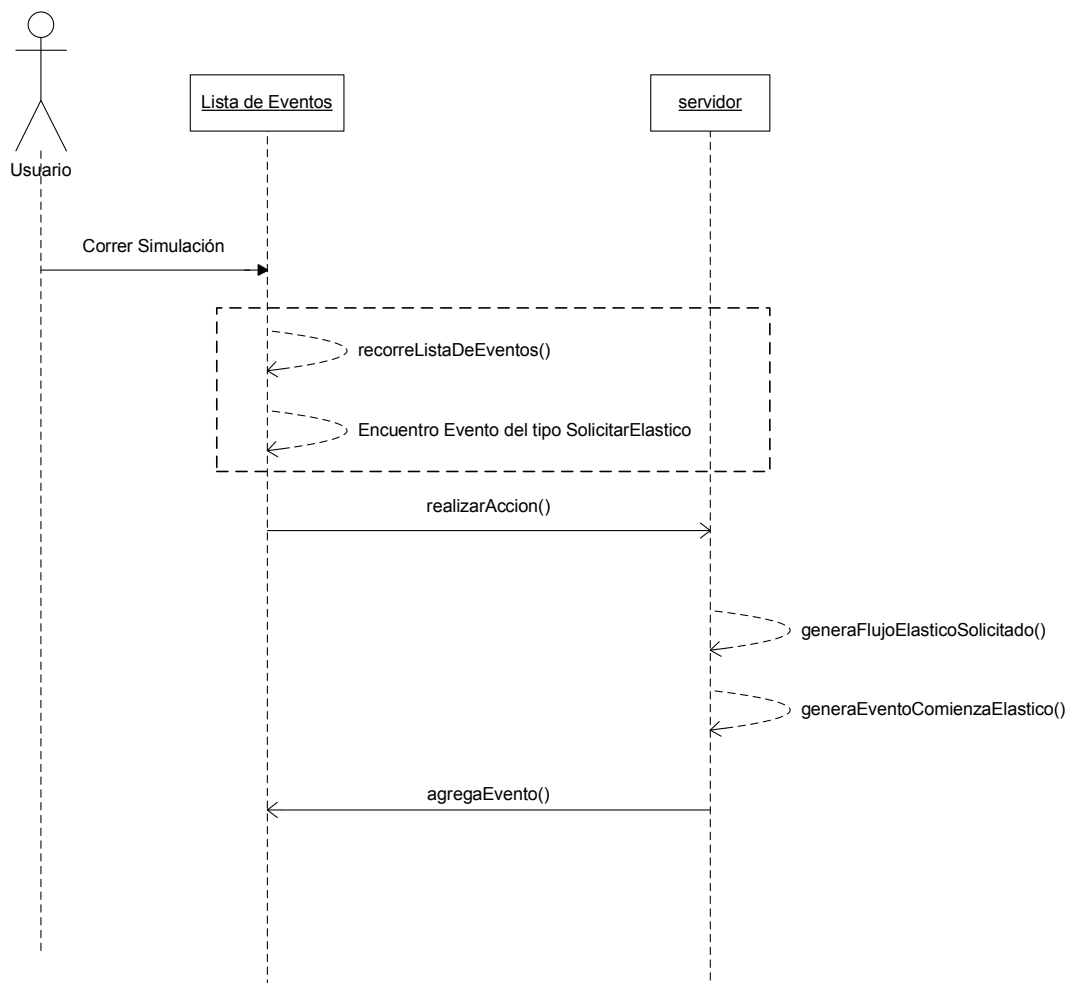 Lista de Eventos
servidor
Usuario
Correr Simulación
recorreListaDeEventos()
Encuentro Evento del tipo SolicitarElastico
realizarAccion()
generaFlujoElasticoSolicitado()
generaEventoComienzaElastico()
agregaEvento()